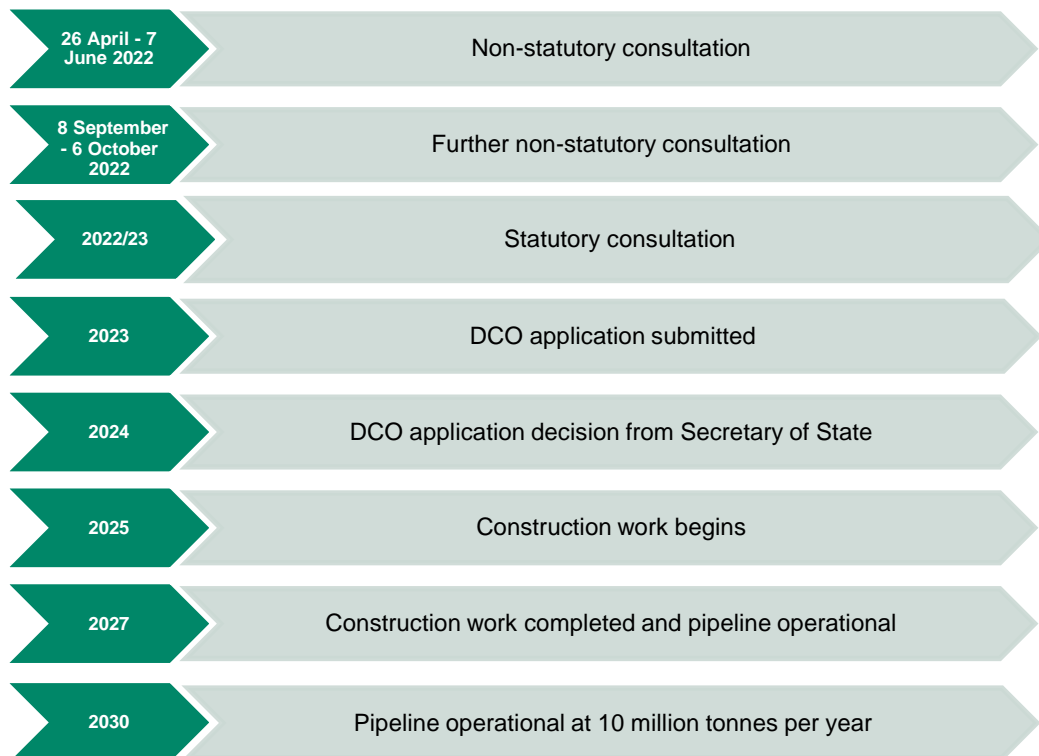 26 April - 7
June 2022
Non-statutory consultation
8 September
- 6 October
2022
Further non-statutory consultation
2022/23
Statutory consultation
2023
DCO application submitted
2024
DCO application decision from Secretary of State
2025
Construction work begins
2027
Construction work completed and pipeline operational
2030
Pipeline operational at 10 million tonnes per year